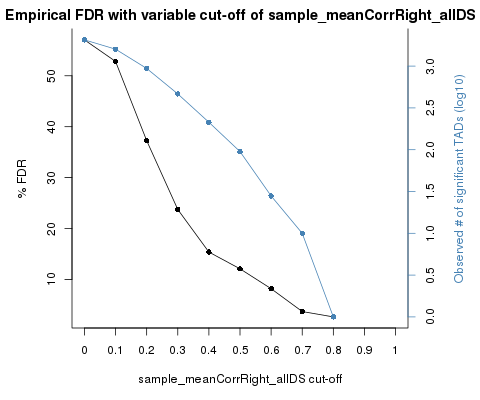 Empirical FDR with variable cut-off of sample_meanCorrRight_allDS
% FDR
50
40
30
20
10
3.0
2.5
2.0
1.5
1.0
0.5
0.0
Observed # of significant TADs (log10)
0 0.1 0.2 0.3 0.4 0.5 0.6 0.7 0.8 0.9 1
sample_meanCorrRight_allDS cut-off